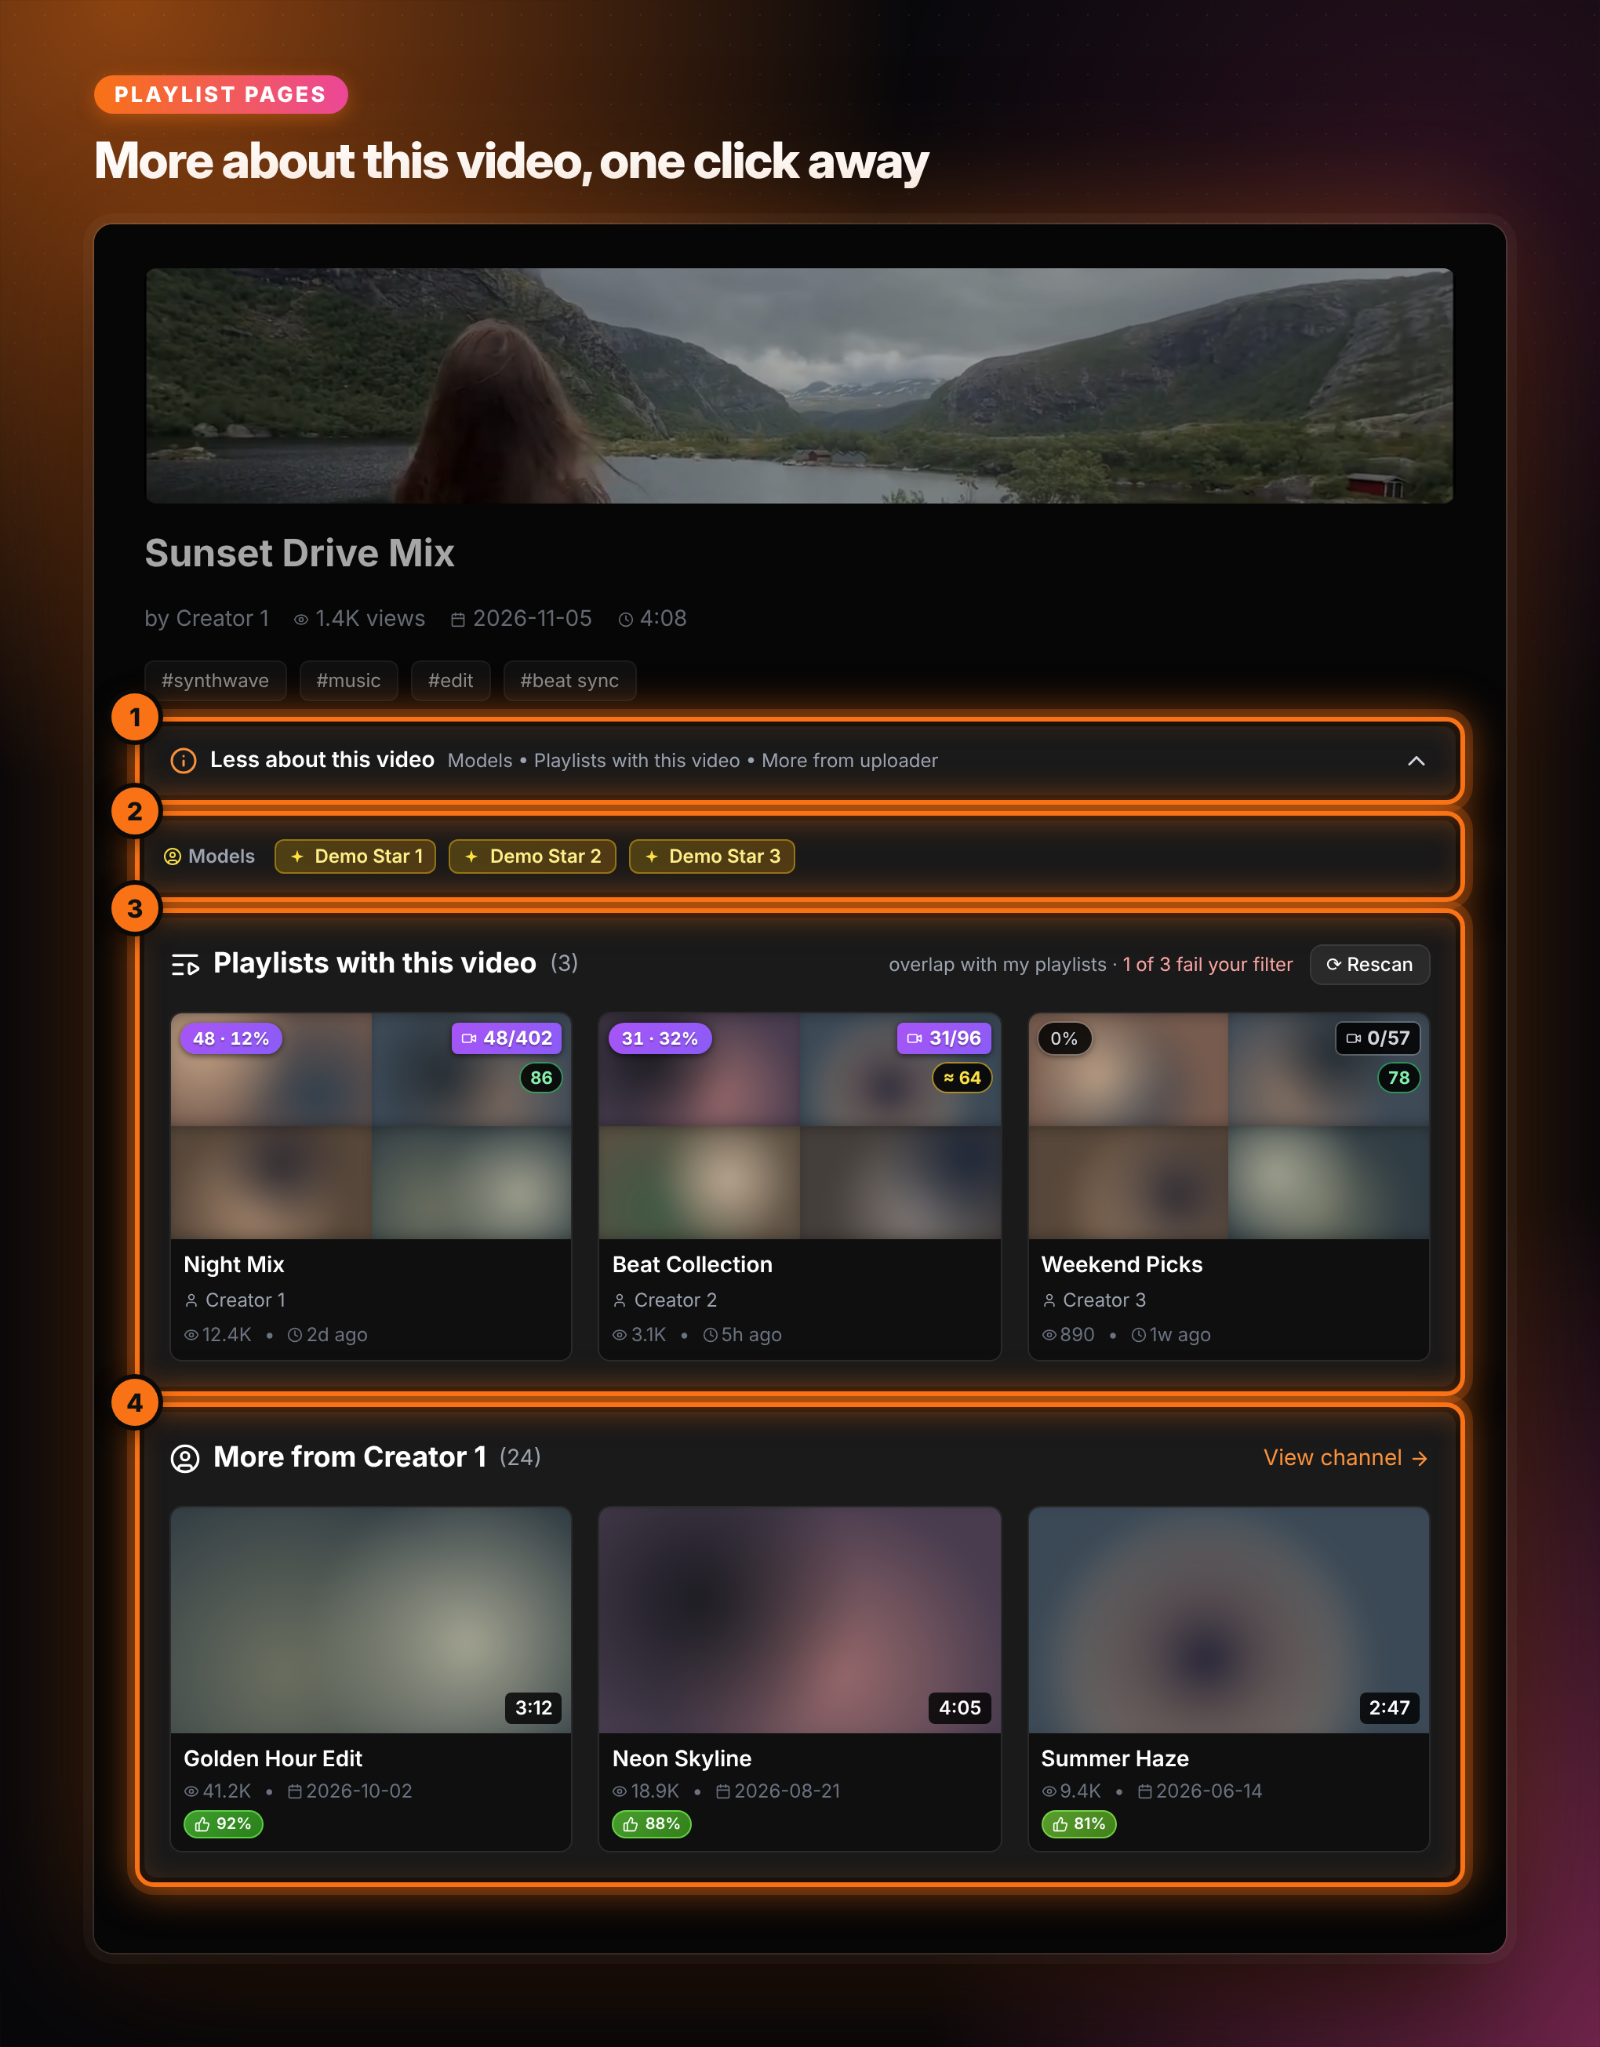 PLAYLIST PAGES
More about this video, one click away
Sunset Drive Mix
by Creator 1 1.4K views 2026-11-05 4:08
#synthwave #music #edit #beat sync
1
Less about this video Models • Playlists with this video • More from uploader
2
Models Demo Star 1 Demo Star 2 Demo Star 3
3
Playlists with this video (3) overlap with my playlists · 1 of 3 fail your filter Rescan
48 · 12% 48/402 31 · 32% 31/96 0% 0/57
86 ≈ 64 78
Night Mix Beat Collection Weekend Picks
Creator 1 Creator 2 Creator 3
12.4K • 2d ago 3.1K • 5h ago 890 • 1w ago
4
More from Creator 1 (24) View channel →
3:12 4:05 2:47
Golden Hour Edit Neon Skyline Summer Haze
41.2K • 2026-10-02 18.9K • 2026-08-21 9.4K • 2026-06-14
92% 88% 81%